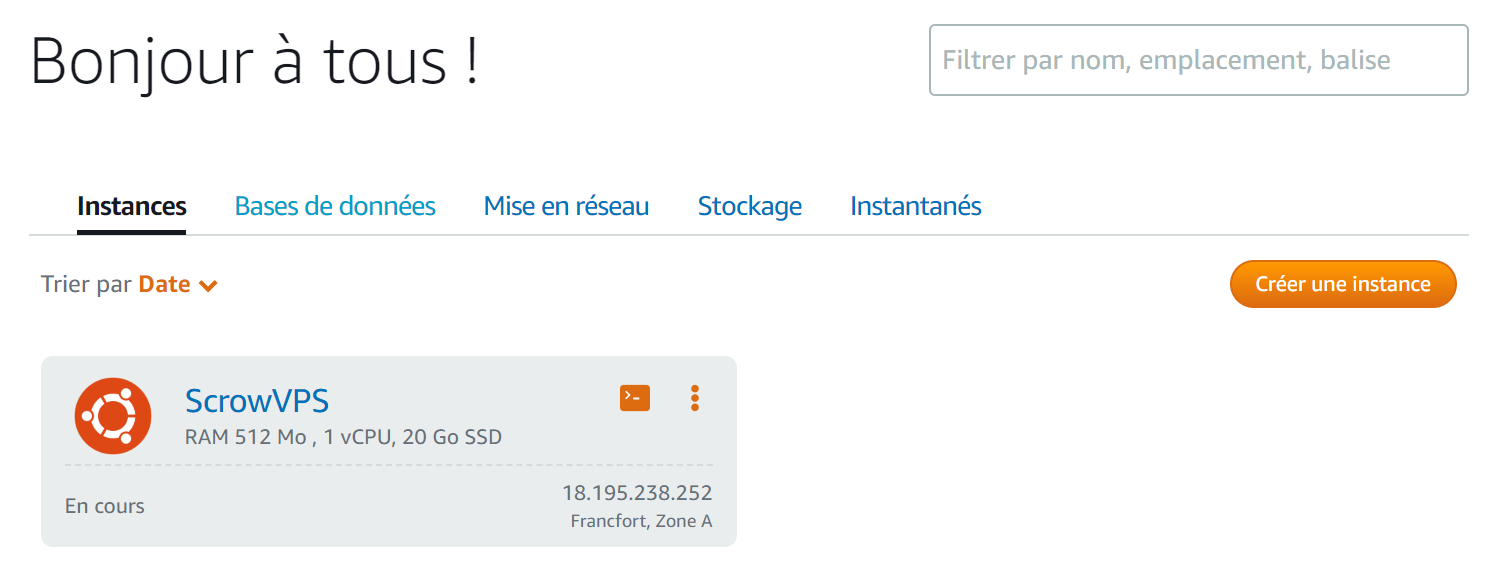 Bonjour à tous !
Filtrer par nom, emplacement, balise
Instances Bases de données Mise en réseau Stockage Instantanés
Trier par Date
Créer une instance
ScrowVPS
RAM 512 Mo , 1 vCPU, 20 Go SSD
En cours
18.195.238.252
Francfort, Zone A